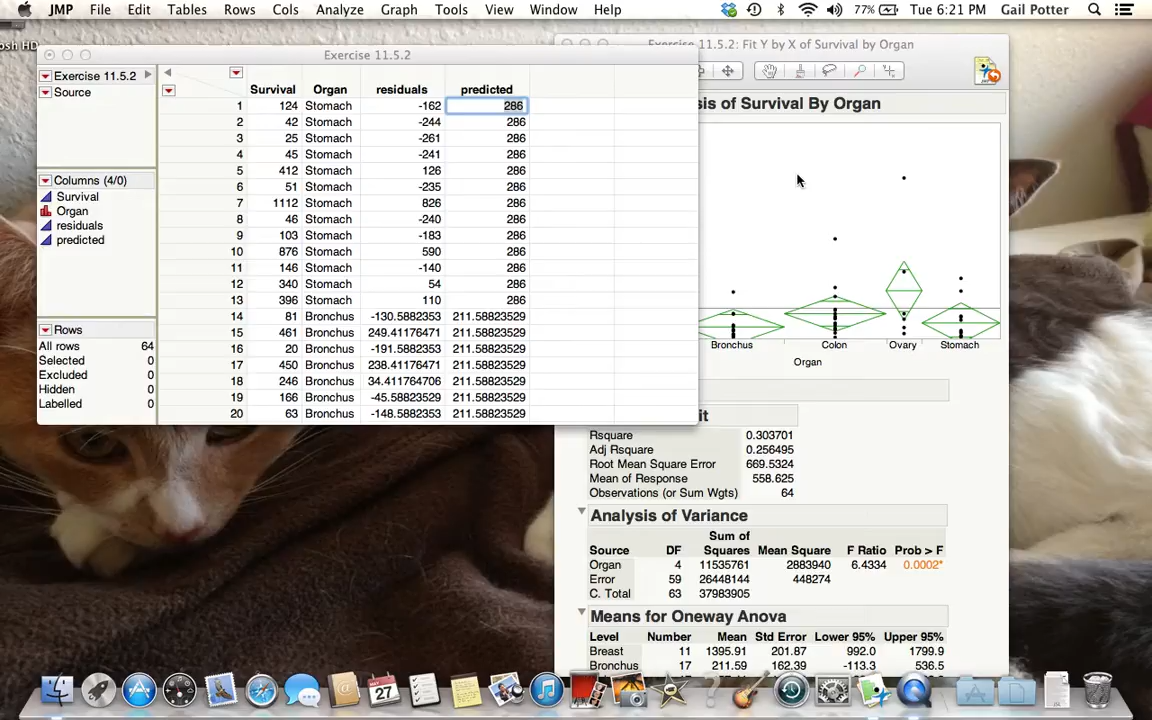 JMP File Edit Tables Rows Cols Analyze Graph Tools View Window Help 77% Tue 6:21 PM Gail Potter
Exercise 11.5.2
Exercise 11.5.2: Fit Y by X of Survival by Organ
Exercise 11.5.2
Source
Columns (4/0)
Survival
Organ
residuals
predicted
Rows
All rows 64
Selected 0
Excluded 0
Hidden 0
Labelled 0
Survival Organ residuals predicted
1 124 Stomach -162 286
2 42 Stomach -244 286
3 25 Stomach -261 286
4 45 Stomach -241 286
5 412 Stomach 126 286
6 51 Stomach -235 286
7 1112 Stomach 826 286
8 46 Stomach -240 286
9 103 Stomach -183 286
10 876 Stomach 590 286
11 146 Stomach -140 286
12 340 Stomach 54 286
13 396 Stomach 110 286
14 81 Bronchus -130.5882353 211.58823529
15 461 Bronchus 249.41176471 211.58823529
16 20 Bronchus -191.5882353 211.58823529
17 450 Bronchus 238.41176471 211.58823529
18 246 Bronchus 34.411764706 211.58823529
19 166 Bronchus -45.58823529 211.58823529
20 63 Bronchus -148.5882353 211.58823529
sis of Survival By Organ
Bronchus Colon Ovary Stomach
Organ
it
Rsquare 0.303701
Adj Rsquare 0.256495
Root Mean Square Error 669.5324
Mean of Response 558.625
Observations (or Sum Wgts) 64
Analysis of Variance
Sum of
Source DF Squares Mean Square F Ratio Prob > F
Organ 4 11535761 2883940 6.4334 0.0002*
Error 59 26448144 448274
C. Total 63 37983905
Means for Oneway Anova
Level Number Mean Std Error Lower 95% Upper 95%
Breast 11 1395.91 201.87 992.0 1799.9
Bronchus 17 211.59 162.39 -113.3 536.5